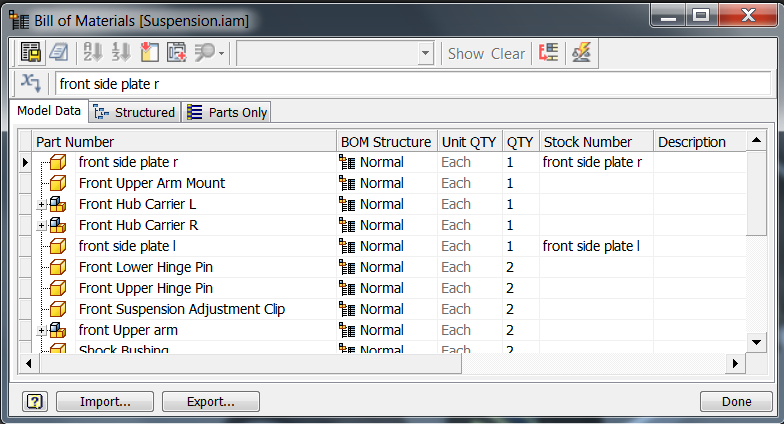 Bill of Materials [Suspension.iam]
Show Clear
front side plate r
Model Data Structured Parts Only
Part Number BOM Structure Unit QTY QTY Stock Number Description
front side plate r Normal Each 1 front side plate r
Front Upper Arm Mount Normal Each 1
Front Hub Carrier L Normal Each 1
Front Hub Carrier R Normal Each 1
front side plate l Normal Each 1 front side plate l
Front Lower Hinge Pin Normal Each 2
Front Upper Hinge Pin Normal Each 2
Front Suspension Adjustment Clip Normal Each 2
front Upper arm Normal Each 2
Shock Bushing Normal Each 2
Import... Export... Done